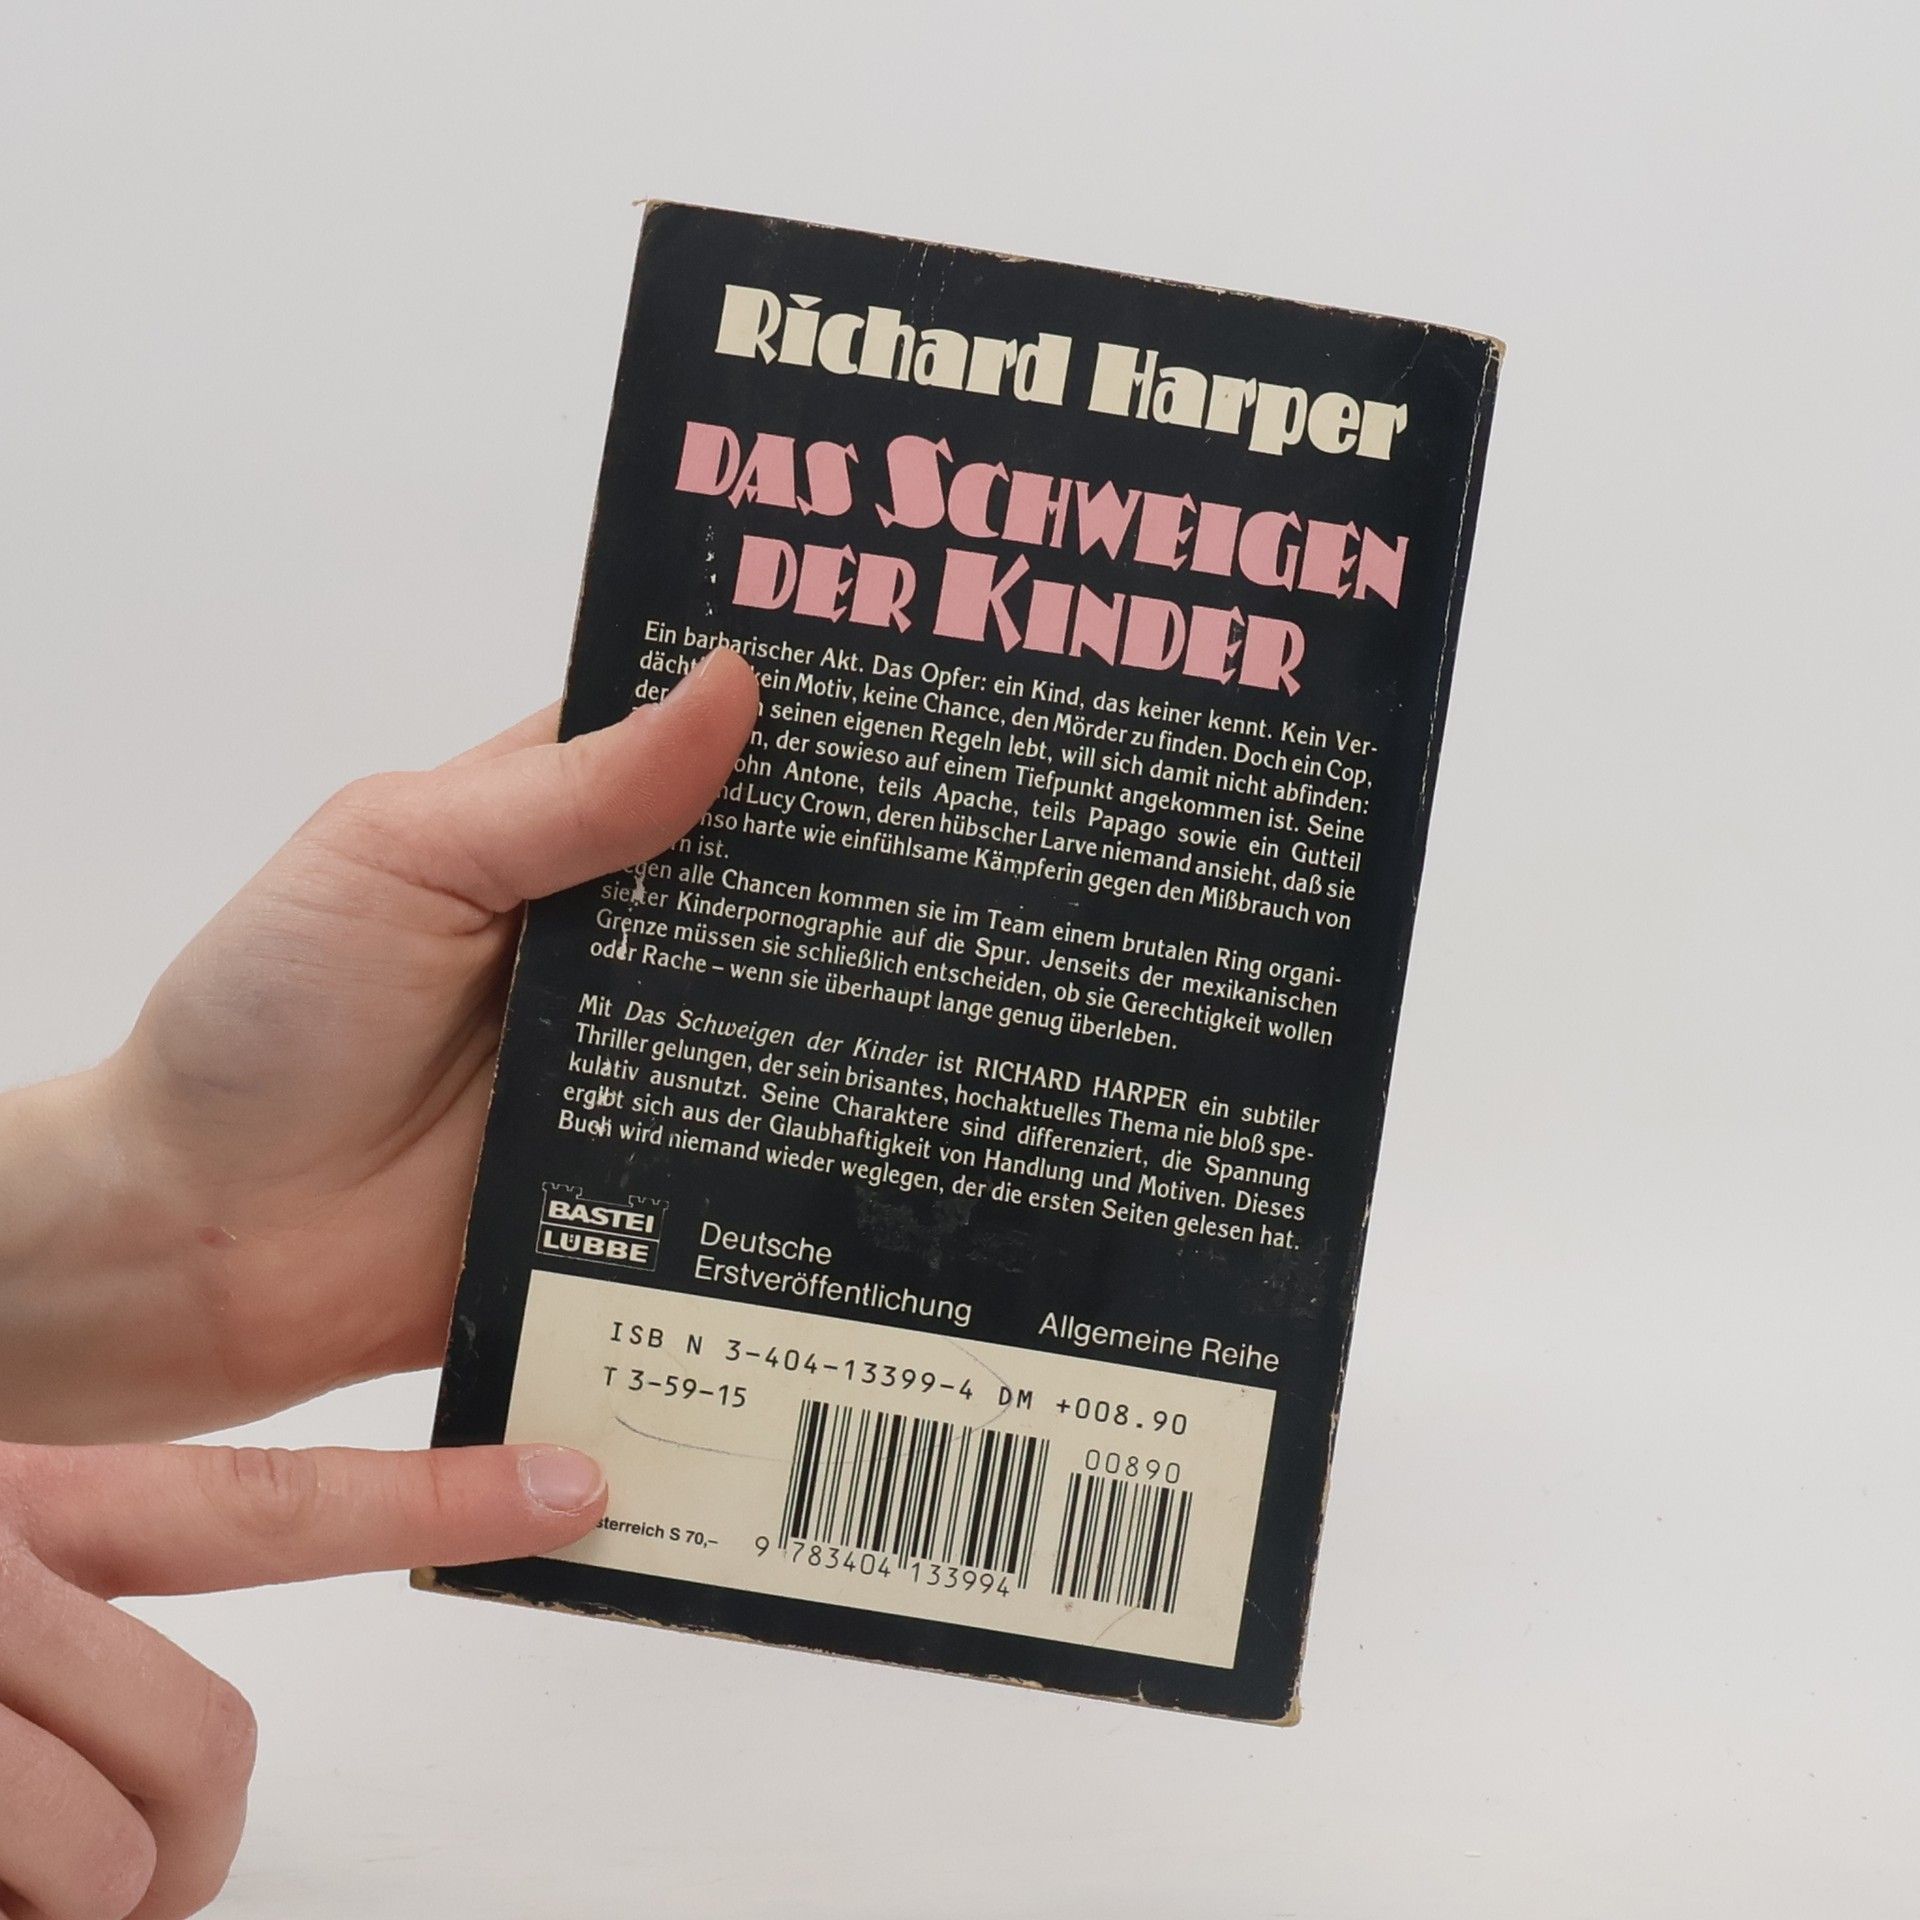 Richard Harper
DAS SCHWEIGEN
DER KINDER
Ein barbarischer Akt. Das Opfer: ein Kind, das keiner kennt. Kein Ver-
kein Motiv, keine Chance, den Mörder zu finden. Doch ein Cop,
der seinen eigenen Regeln lebt, will sich damit nicht abfinden:
der sowieso auf einem Tiefpunkt angekommen ist. Seine
Antone, teils Apache, teils Papago sowie ein Gutteil
Lucy Crown, deren hübscher Larve niemand ansieht, daß sie
harte wie einfühlsame Kämpferin gegen den Mißbrauch von
ist.
alle Chancen kommen sie im Team einem brutalen Ring organi-
sierter Kinderpornographie auf die Spur. Jenseits der mexikanischen
Grenze müssen sie schließlich entscheiden, ob sie Gerechtigkeit wollen
oder Rache – wenn sie überhaupt lange genug überleben.
Mit Das Schweigen der Kinder ist RICHARD HARPER ein subtiler
Thriller gelungen, der sein brisantes, hochaktuelles Thema nie bloß spe-
kulativ ausnutzt. Seine Charaktere sind differenziert, die Spannung
ergibt sich aus der Glaubhaftigkeit von Handlung und Motiven. Dieses
Buch wird niemand wieder weglegen, der die ersten Seiten gelesen hat.
BASTEI
LÜBBE
Deutsche
Erstveröffentlichung
Allgemeine Reihe
ISB N 3-404-13399-4 DM +008.90
T 3-59-15
00890
S 70,–
9 783404 133994